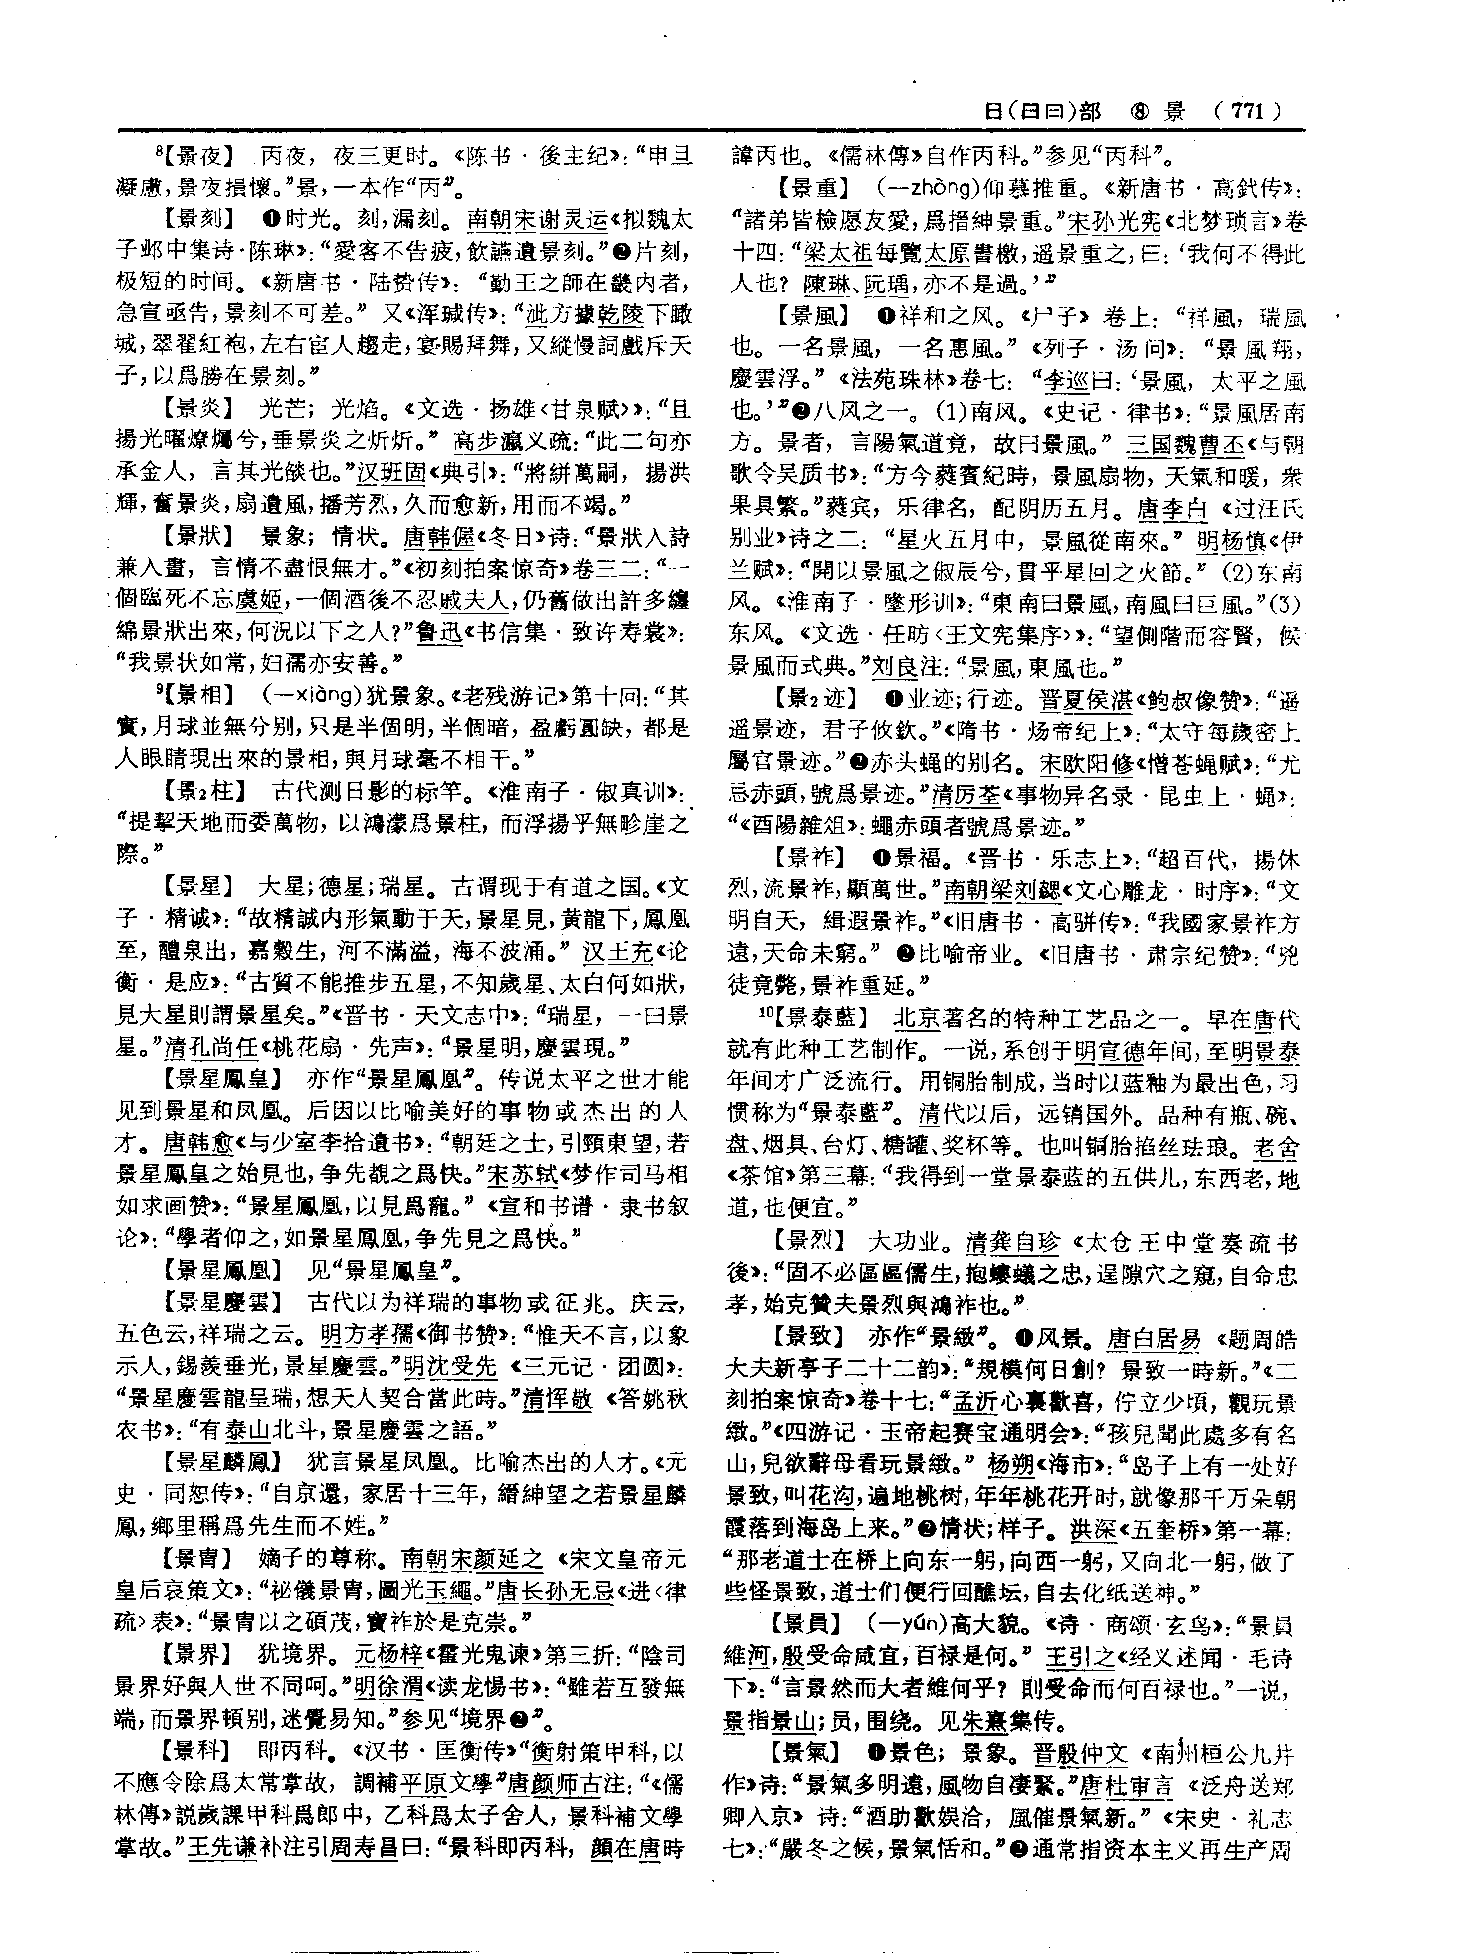 日(日曰)部　⑧　景　(771)
⁸【景夜】　丙夜，夜三更时。《陈书·後主纪》：“申旦
凝慮，景夜損懷。”景，一本作“丙”。
【景刻】　❶时光。刻，漏刻。南朝宋谢灵运《拟魏太
子邺中集诗·陈琳》：“愛客不告疲，飲讌遺景刻。”❷片刻，
极短的时间。《新唐书·陆贽传》：“勤王之師在畿内者，
急宣亟告，景刻不可差。”又《浑瑊传》：“泚方據乾陵下瞰
城，翠翟紅袍，左右宦人趨走，宴賜拜舞，又縱慢詞戲斥天
子，以爲勝在景刻。”
【景炎】　光芒；光焰。《文选·扬雄〈甘泉赋〉》：“且
揚光曜燎爥兮，垂景炎之炘炘。”高步瀛义疏：“此二句亦
承金人，言其光燄也。”汉班固《典引》：“將絣萬嗣，揚洪
輝，奮景炎，扇遺風，播芳烈，久而愈新，用而不竭。”
【景狀】　景象；情状。唐韩偓《冬日》诗：“景狀入詩
兼入畫，言情不盡恨無才。”《初刻拍案惊奇》卷三二：“一
個臨死不忘虞姬，一個酒後不忍戚夫人，仍舊做出許多纏
綿景狀出來，何況以下之人？”鲁迅《书信集·致许寿裳》：
“我景状如常，妇孺亦安善。”
⁹【景相】　(—xiàng)犹景象。《老残游记》第十回：“其
實，月球並無分别，只是半個明，半個暗，盈虧圓缺，都是
人眼睛現出來的景相，與月球毫不相干。”
【景₂柱】　古代测日影的标竿。《淮南子·俶真训》：
“提挈天地而委萬物，以鴻濛爲景柱，而浮揚乎無畛崖之
際。”
【景星】　大星；德星；瑞星。古谓现于有道之国。《文
子·精诚》：“故精誠内形氣動于天，景星見，黄龍下，鳳凰
至，醴泉出，嘉穀生，河不滿溢，海不波涌。”汉王充《论
衡·是应》：“古質不能推步五星，不知歲星、太白何如狀，
見大星則謂景星矣。”《晋书·天文志中》：“瑞星，一曰景
星。”清孔尚任《桃花扇·先声》：“景星明，慶雲現。”
【景星鳳皇】　亦作“景星鳳凰”。传说太平之世才能
见到景星和凤凰。后因以比喻美好的事物或杰出的人
才。唐韩愈《与少室李拾遗书》：“朝廷之士，引頸東望，若
景星鳳皇之始見也，争先覩之爲快。”宋苏轼《梦作司马相
如求画赞》：“景星鳳凰，以見爲寵。”《宣和书谱·隶书叙
论》：“學者仰之，如景星鳳凰，争先見之爲快。”
【景星鳳凰】　见“景星鳳皇”。
【景星慶雲】　古代以为祥瑞的事物或征兆。庆云，
五色云，祥瑞之云。明方孝孺《御书赞》：“惟天不言，以象
示人，錫羨垂光，景星慶雲。”明沈受先《三元记·团圆》：
“景星慶雲龍呈瑞，想天人契合當此時。”清恽敬《答姚秋
农书》：“有泰山北斗，景星慶雲之語。”
【景星麟鳳】　犹言景星凤凰。比喻杰出的人才。《元
史·同恕传》：“自京還，家居十三年，縉紳望之若景星麟
鳳，鄉里稱爲先生而不姓。”
【景胄】　嫡子的尊称。南朝宋颜延之《宋文皇帝元
皇后哀策文》：“祕儀景胄，圖光玉繩。”唐长孙无忌《进〈律
疏〉表》：“景胄以之碩茂，寶祚於是克崇。”
【景界】　犹境界。元杨梓《霍光鬼谏》第三折：“陰司
景界好與人世不同呵。”明徐渭《读龙惕书》：“雖若互發無
端，而景界頓别，迷覺易知。”参见“境界❷”。
【景科】　即丙科。《汉书·匡衡传》“衡射策甲科，以
不應令除爲太常掌故，調補平原文學”唐颜师古注：“《儒
林傳》説歲課甲科爲郎中，乙科爲太子舍人，景科補文學
掌故。”王先谦补注引周寿昌曰：“景科即丙科，顏在唐時
諱丙也。《儒林傳》自作丙科。”参见“丙科”。
【景重】　(—zhòng)仰慕推重。《新唐书·高釴传》：
“諸弟皆檢愿友愛，爲搢紳景重。”宋孙光宪《北梦琐言》卷
十四：“梁太祖每覽太原書檄，遥景重之，曰：‘我何不得此
人也？陳琳、阮瑀，亦不是過。’”
【景風】　❶祥和之风。《尸子》卷上：“祥風，瑞風
也。一名景風，一名惠風。”《列子·汤问》：“景風翔，
慶雲浮。”《法苑珠林》卷七：“李巡曰：‘景風，太平之風
也。’”❷八风之一。(1)南风。《史记·律书》：“景風居南
方。景者，言陽氣道竟，故曰景風。”三国魏曹丕《与朝
歌令吴质书》：“方今蕤賓紀時，景風扇物，天氣和暖，衆
果具繁。”蕤宾，乐律名，配阴历五月。唐李白《过汪氏
别业》诗之二：“星火五月中，景風從南來。”明杨慎《伊
兰赋》：“開以景風之俶辰兮，貫乎星回之火節。”(2)东南
风。《淮南子·墬形训》：“東南曰景風，南風曰巨風。”(3)
东风。《文选·任昉〈王文宪集序〉》：“望側階而容賢，候
景風而式典。”刘良注：“景風，東風也。”
【景₂迹】　❶业迹；行迹。晋夏侯湛《鲍叔像赞》：“遥
遥景迹，君子攸欽。”《隋书·炀帝纪上》：“太守每歲密上
屬官景迹。”❷赤头蝇的别名。宋欧阳修《憎苍蝇赋》：“尤
忌赤頭，號爲景迹。”清厉荃《事物异名录·昆虫上·蝇》：
“《酉陽雜俎》：蠅赤頭者號爲景迹。”
【景祚】　❶景福。《晋书·乐志上》：“超百代，揚休
烈，流景祚，顯萬世。”南朝梁刘勰《文心雕龙·时序》：“文
明自天，緝遐景祚。”《旧唐书·高骈传》：“我國家景祚方
遠，天命未窮。”❷比喻帝业。《旧唐书·肃宗纪赞》：“兇
徒竟斃，景祚重延。”
¹⁰【景泰藍】　北京著名的特种工艺品之一。早在唐代
就有此种工艺制作。一说，系创于明宣德年间，至明景泰
年间才广泛流行。用铜胎制成，当时以蓝釉为最出色，习
惯称为“景泰藍”。清代以后，远销国外。品种有瓶、碗、
盘、烟具、台灯、糖罐、奖杯等。也叫铜胎掐丝珐琅。老舍
《茶馆》第三幕：“我得到一堂景泰蓝的五供儿，东西老，地
道，也便宜。”
【景烈】　大功业。清龚自珍《太仓王中堂奏疏书
後》：“固不必區區儒生，抱螻蟻之忠，逞隙穴之窺，自命忠
孝，始克贊夫景烈與鴻祚也。”
【景致】　亦作“景緻”。❶风景。唐白居易《题周皓
大夫新亭子二十二韵》：“規模何日創？景致一時新。”《二
刻拍案惊奇》卷十七：“孟沂心裏歡喜，佇立少頃，觀玩景
緻。”《四游记·玉帝起赛宝通明会》：“孩兒聞此處多有名
山，兒欲辭母看玩景緻。”杨朔《海市》：“岛子上有一处好
景致，叫花沟，遍地桃树，年年桃花开时，就像那千万朵朝
霞落到海岛上来。”❷情状；样子。洪深《五奎桥》第一幕：
“那老道士在桥上向东一躬，向西一躬，又向北一躬，做了
些怪景致，道士们便行回醮坛，自去化纸送神。”
【景員】　(—yún)高大貌。《诗·商颂·玄鸟》：“景員
維河，殷受命咸宜，百禄是何。”王引之《经义述闻·毛诗
下》：“言景然而大者維何乎？則受命而何百禄也。”一说，
景指景山；员，围绕。见朱熹集传。
【景氣】　❶景色；景象。晋殷仲文《南州桓公九井
作》诗：“景氣多明遠，風物自凄緊。”唐杜审言《泛舟送郑
卿入京》诗：“酒助歡娱洽，風催景氣新。”《宋史·礼志
七》：“嚴冬之候，景氣恬和。”❷通常指资本主义再生产周